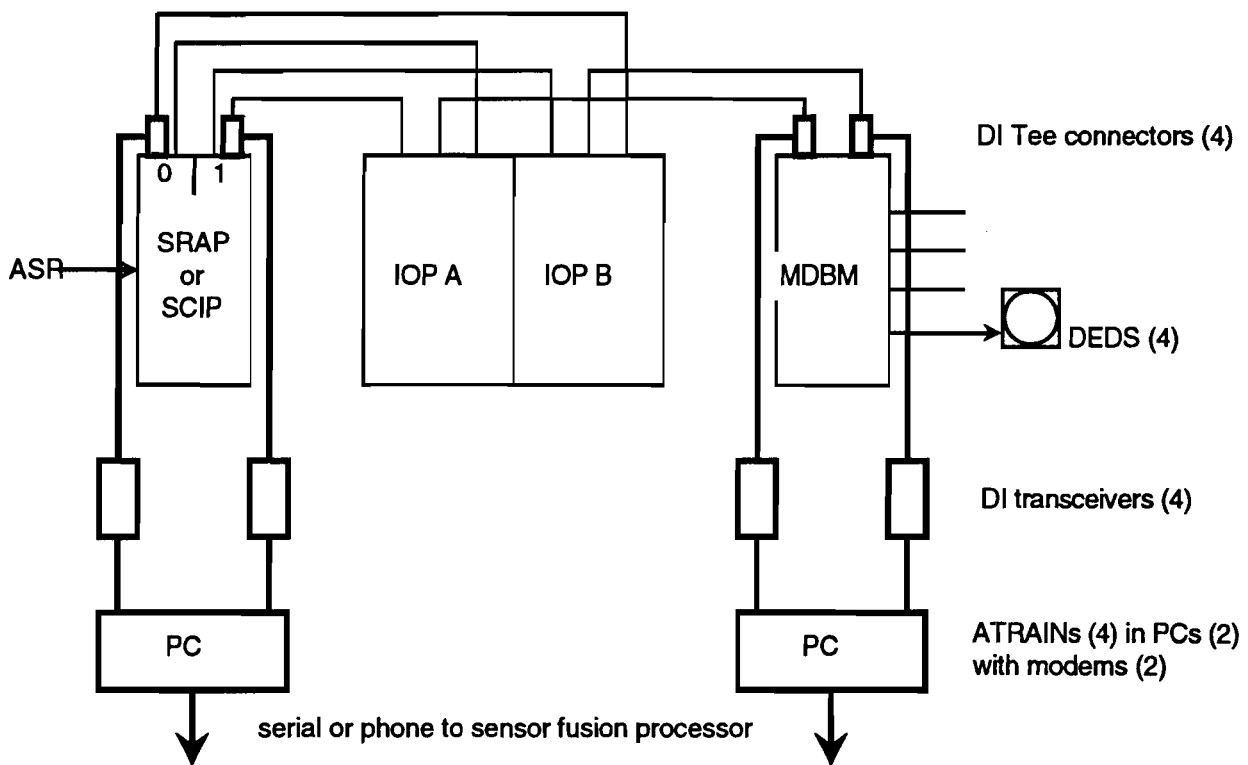 DI Tee connectors (4)
0 1
ASR
SRAP
or
SCIP
IOP A
IOP B
MDBM
DEDS (4)
DI transceivers (4)
PC
PC
ATRAINs (4) in PCs (2)
with modems (2)
serial or phone to sensor fusion processor